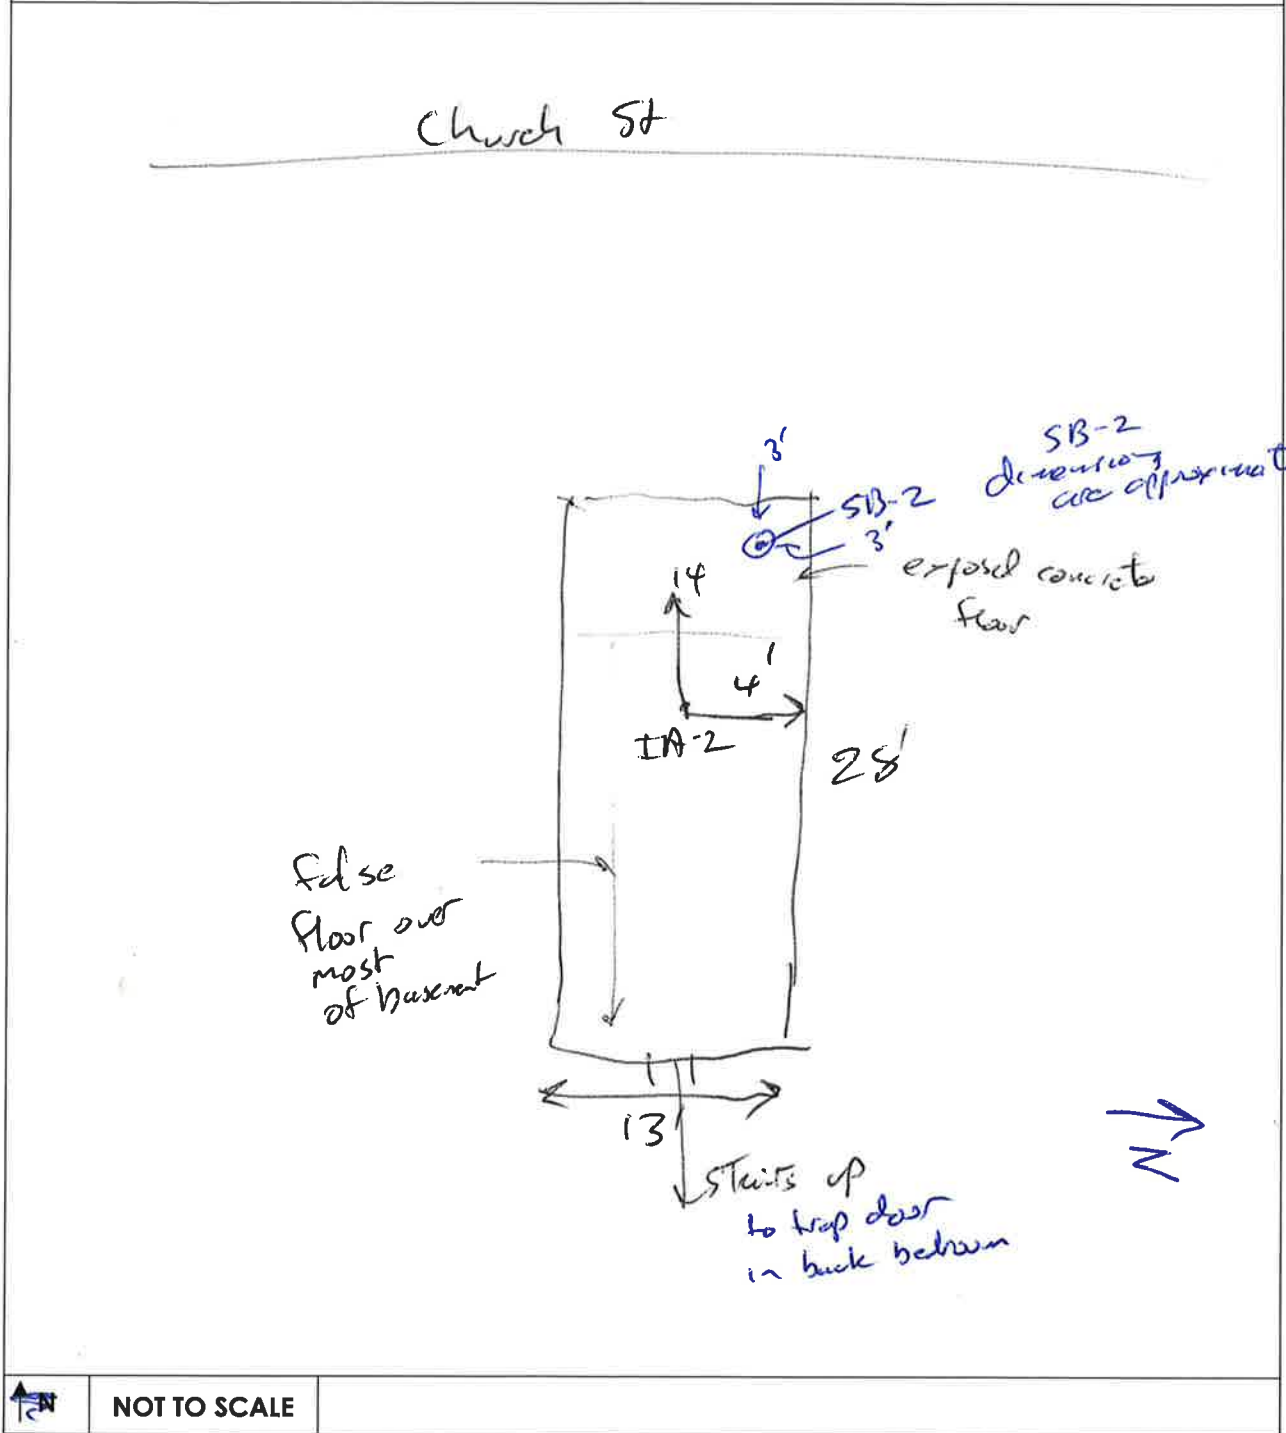 Church St
3'
SB-2
dimensions
are approximate
SB-2
3'
exposed concrete
floor
14
4'
IA-2
28'
false
floor over
most
of basement
13'
Stairs up
to trap door
in back bedroom
N
N
NOT TO SCALE